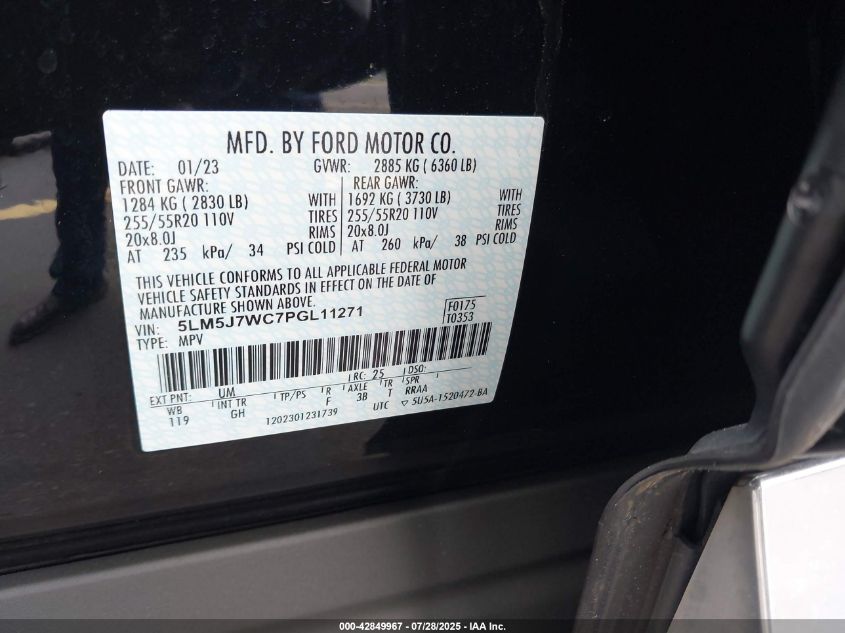 MFD. BY FORD MOTOR CO.
DATE: 01/23 GVWR: 2885 KG ( 6360 LB)
FRONT GAWR: REAR GAWR:
1284 KG ( 2830 LB) WITH 1692 KG ( 3730 LB) WITH
255/55R20 110V TIRES 255/55R20 110V TIRES
20x8.0J RIMS 20x8.0J RIMS
AT 235 kPa/ 34 PSI COLD AT 260 kPa/ 38 PSI COLD
THIS VEHICLE CONFORMS TO ALL APPLICABLE FEDERAL MOTOR
VEHICLE SAFETY STANDARDS IN EFFECT ON THE DATE OF
MANUFACTURE SHOWN ABOVE.
VIN: 5LM5J7WC7PGL11271 F0175
TYPE: MPV T0353
EXT PNT: UM RC: 25 DSO:
WB INT TR TP/PS R AXLE TR SPR
119 GH F 3B T RRAA
1202301231739 UTC ▽ 5U5A-1520472-BA
000-42849967 - 07/28/2025 - IAA Inc.